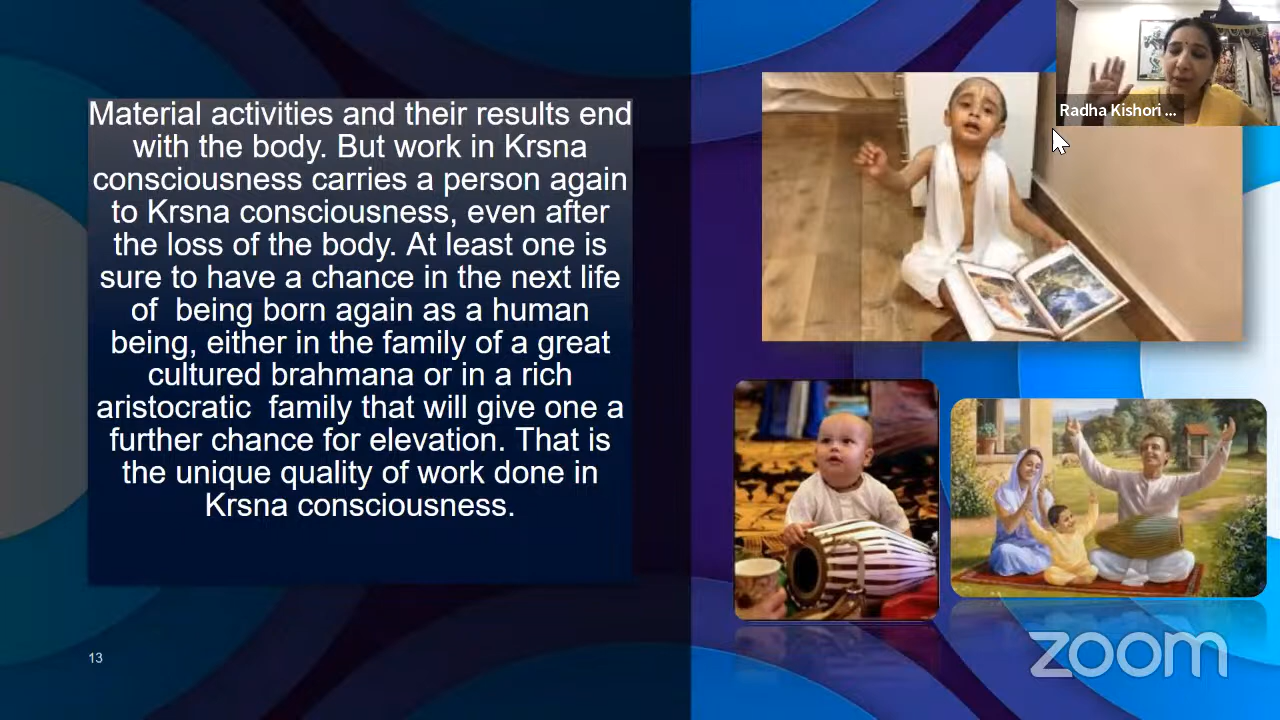 Material activities and their results end
with the body. But work in Krsna
consciousness carries a person again
to Krsna consciousness, even after
the loss of the body. At least one is
sure to have a chance in the next life
of  being born again as a human
being, either in the family of a great
cultured brahmana or in a rich
aristocratic  family that will give one a
further chance for elevation. That is
the unique quality of work done in
Krsna consciousness.
13
Radha Kishori ...
zoom